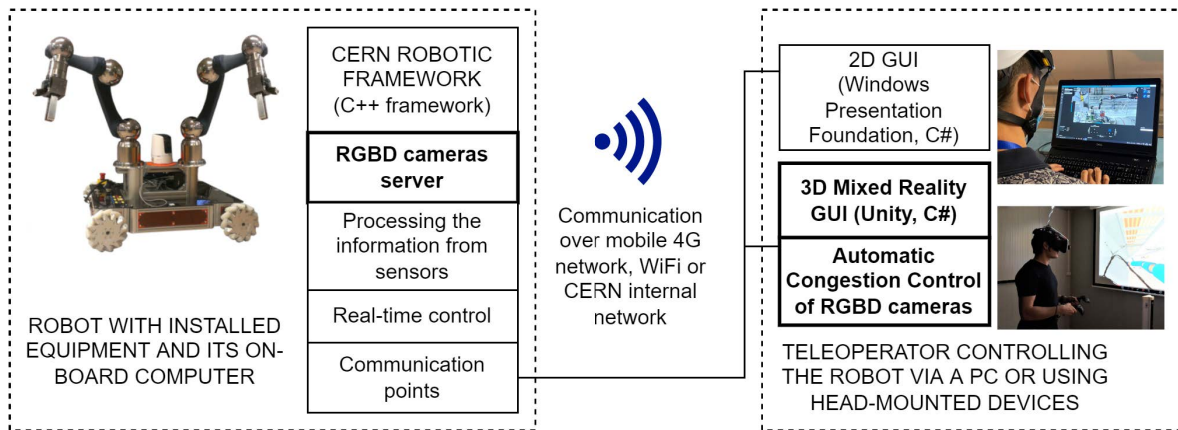 CERN ROBOTIC
FRAMEWORK
(C++ framework)
RGBD cameras
server
Processing the
information from
sensors
Real-time control
Communication
points
ROBOT WITH INSTALLED
EQUIPMENT AND ITS ON-
BOARD COMPUTER
Communication
over mobile 4G
network, WiFi or
CERN internal
network
2D GUI
(Windows
Presentation
Foundation, C#)
3D Mixed Reality
GUI (Unity, C#)
Automatic
Congestion Control
of RGBD cameras
TELEOPERATOR CONTROLLING
THE ROBOT VIA A PC OR USING
HEAD-MOUNTED DEVICES